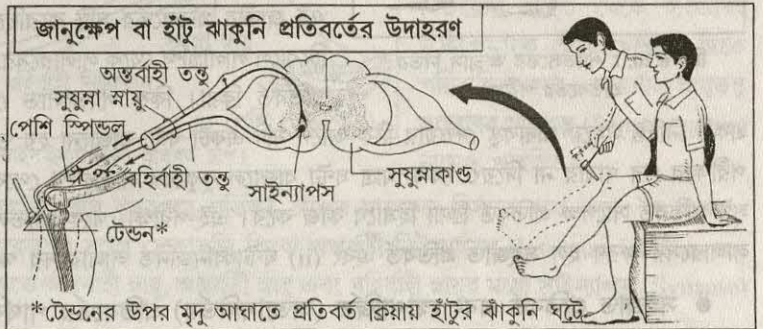 জানুক্ষেপ বা হাঁটু ঝাকুনি প্রতিবর্তের উদাহরণ
অন্তর্বাহী তন্তু
সুষুম্না স্নায়ু
পেশি স্পিন্ডল
বহির্বাহী তন্তু
সাইন্যাপস
সুষুম্নাকাণ্ড
টেন্ডন*
*টেন্ডনের উপর মৃদু আঘাতে প্রতিবর্ত ক্রিয়ায় হাঁটুর ঝাঁকুনি ঘটে